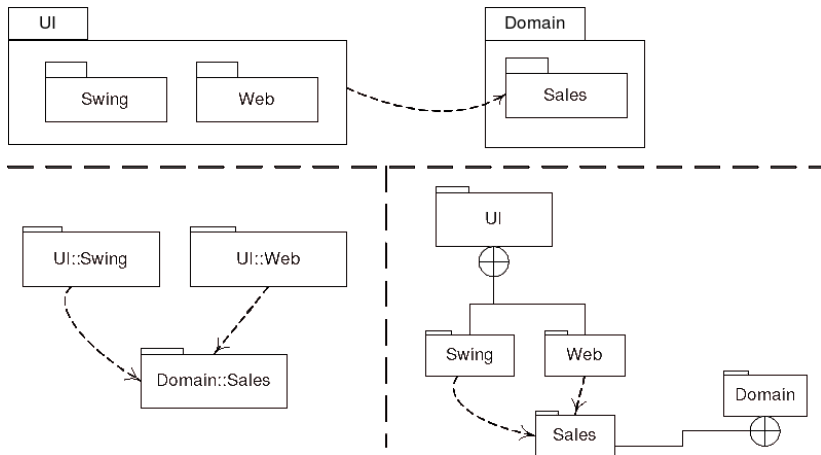 UI
Domain
Swing
Web
Sales
UI::Swing
UI::Web
Domain::Sales
UI
Swing
Web
Domain
Sales